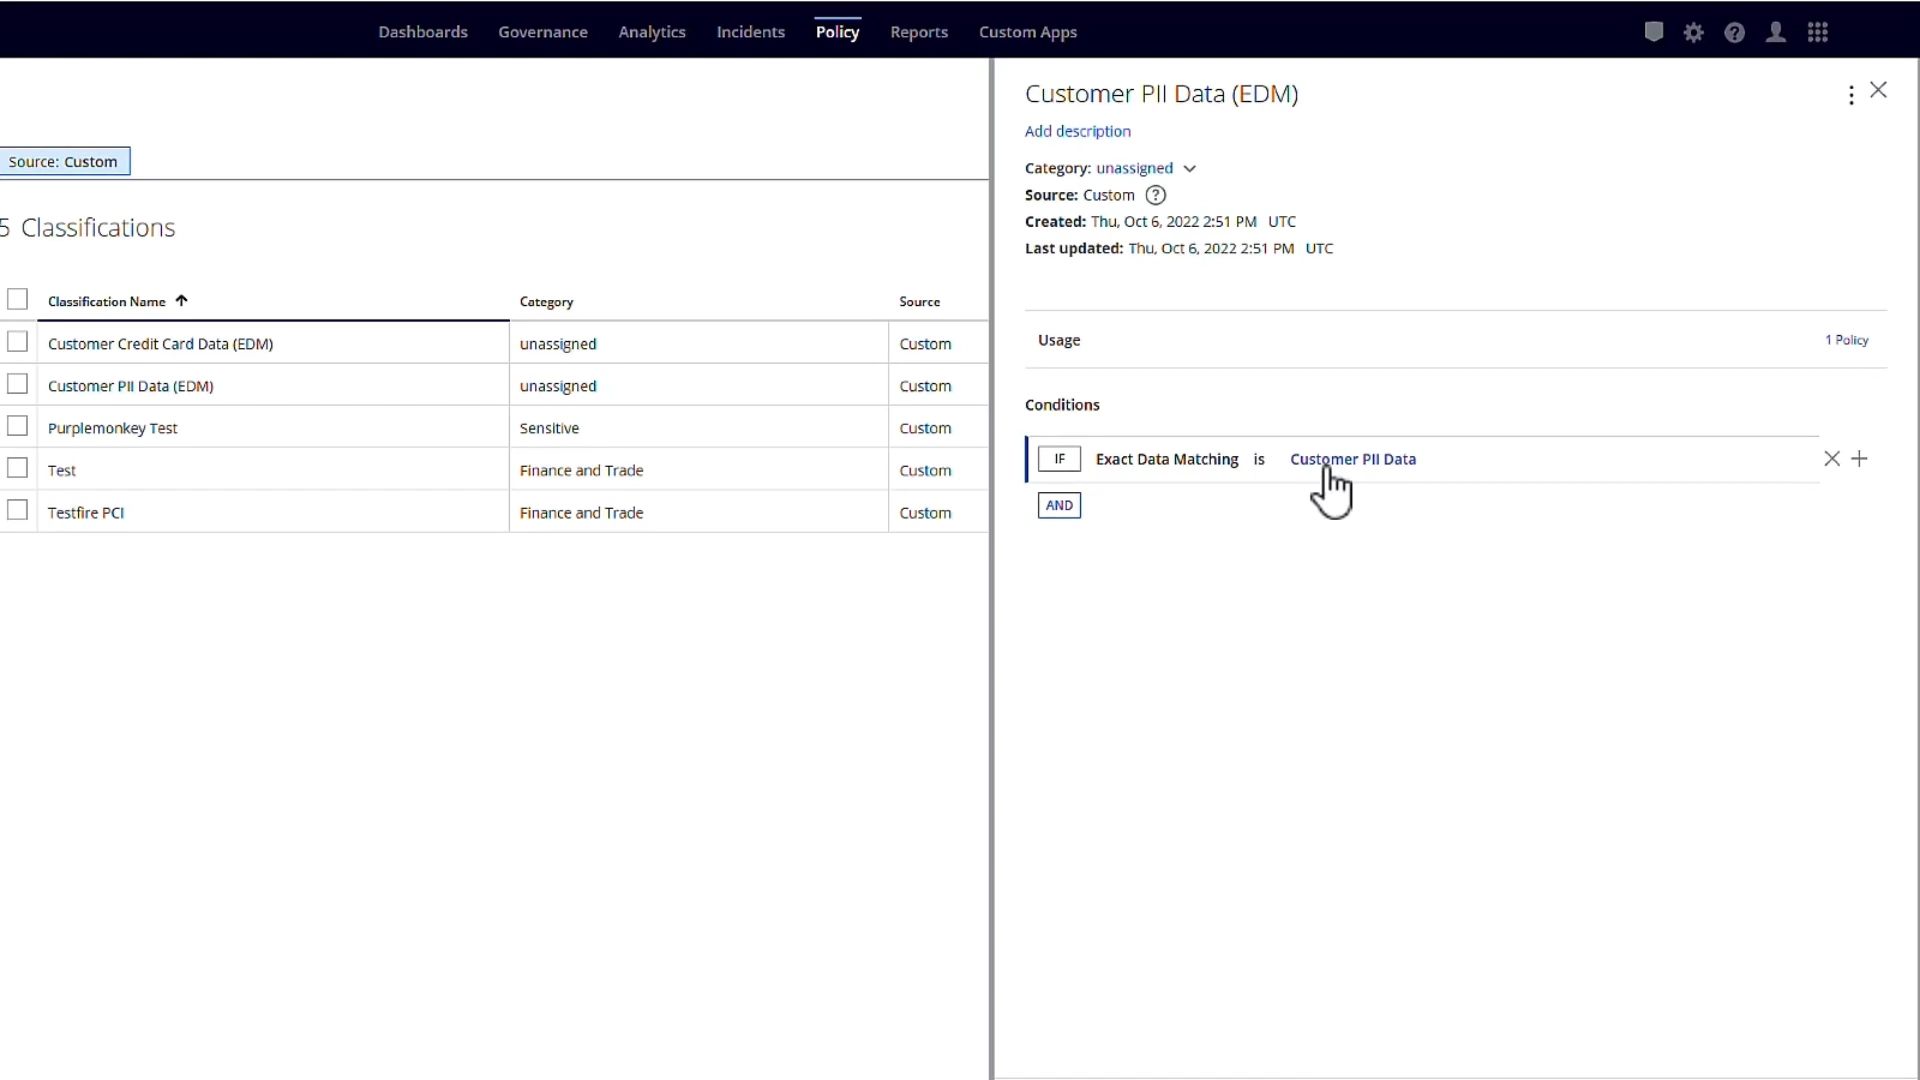 Dashboards Governance Analytics Incidents Policy Reports Custom Apps
Source: Custom
5 Classifications
Classification Name Category Source
Customer Credit Card Data (EDM) unassigned Custom
Customer PII Data (EDM) unassigned Custom
Purplemonkey Test Sensitive Custom
Test Finance and Trade Custom
Testfire PCI Finance and Trade Custom
Customer PII Data (EDM)
Add description
Category: unassigned
Source: Custom ?
Created: Thu, Oct 6, 2022 2:51 PM UTC
Last updated: Thu, Oct 6, 2022 2:51 PM UTC
Usage 1 Policy
Conditions
IF Exact Data Matching is Customer PII Data
AND